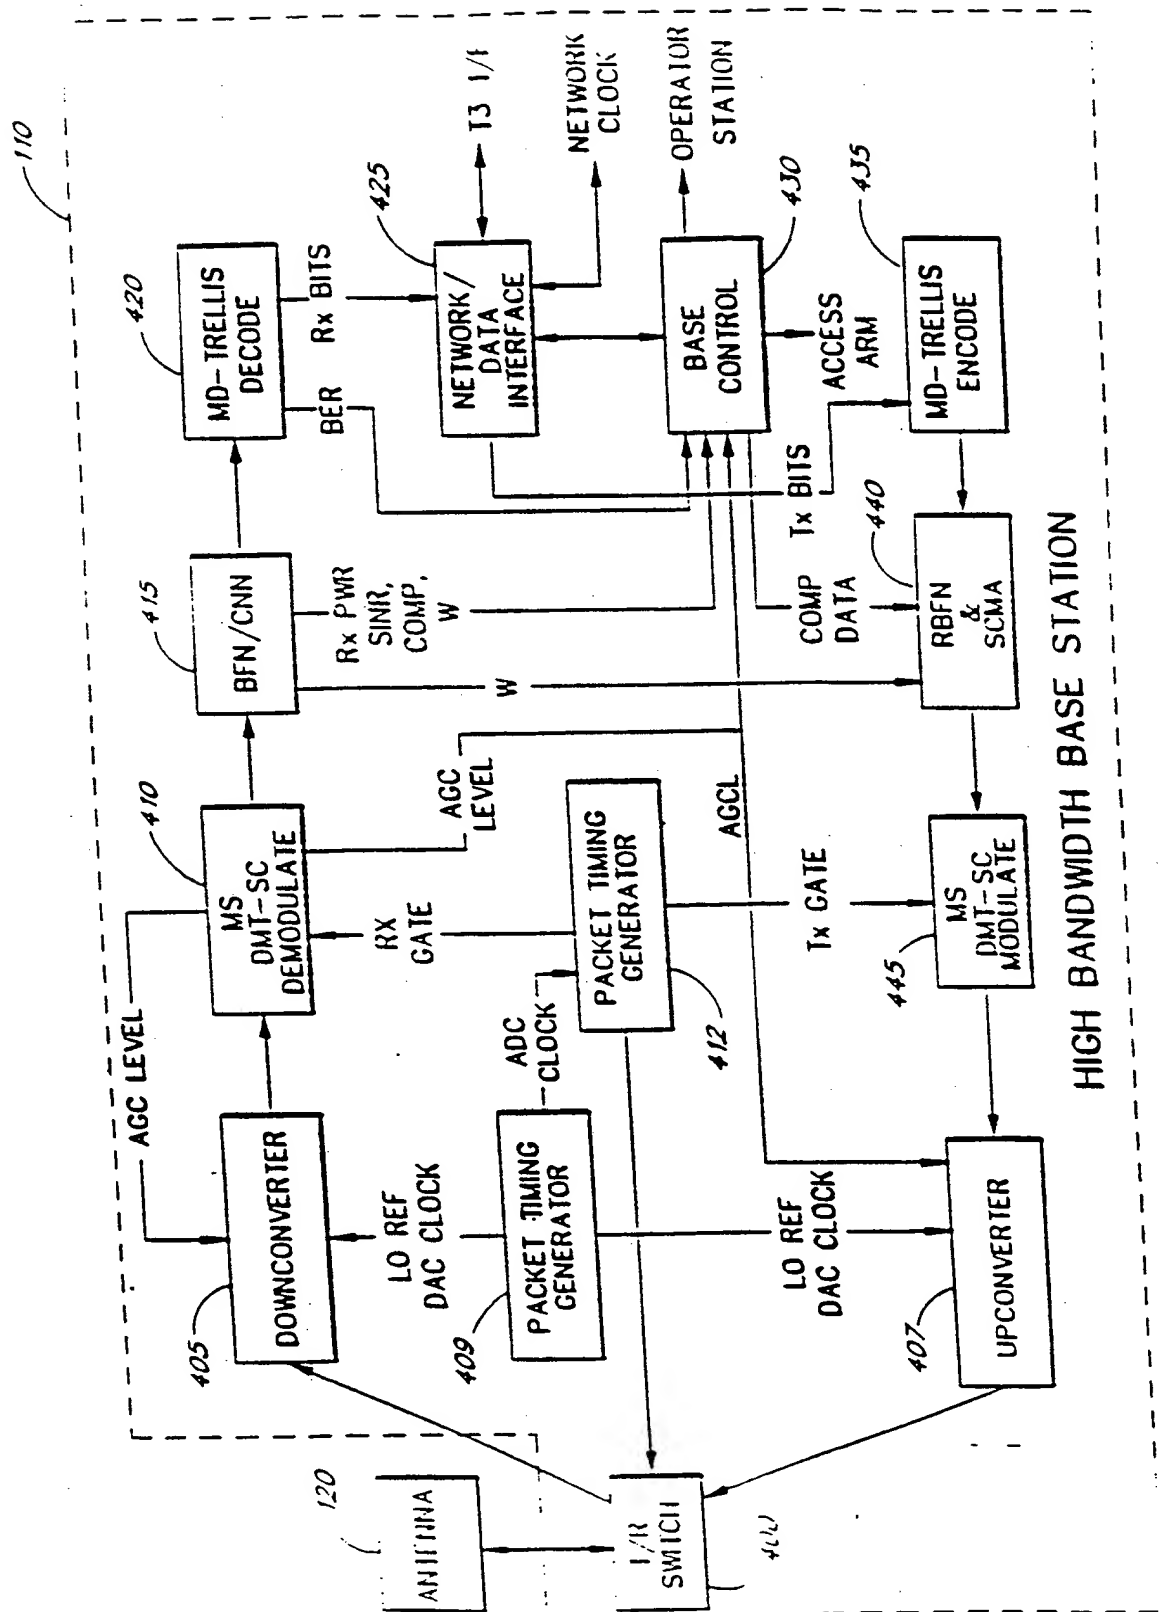 110
120
ANTENNA
T/R
SWITCH
400
AGC LEVEL
405
DOWNCONVERTER
410
MS
DMT-SC
DEMODULATE
415
BFN/CNN
420
MD-TRELLIS
DECODE
LO REF
DAC CLOCK
RX
GATE
AGC
LEVEL
W
Rx PWR
SINR,
COMP,
W
BER
Rx BITS
409
PACKET TIMING
GENERATOR
ADC
CLOCK
PACKET TIMING
GENERATOR
412
425
NETWORK/
DATA
INTERFACE
T3 I/F
NETWORK
CLOCK
AGCL
BASE
CONTROL
430
OPERATOR
STATION
LO REF
DAC CLOCK
Tx GATE
COMP
DATA
Tx BITS
ACCESS
ARM
407
UPCONVERTER
445
MS
DMT-SC
MODULATE
440
RBFN
&
SCMA
435
MD-TRELLIS
ENCODE
HIGH BANDWIDTH BASE STATION